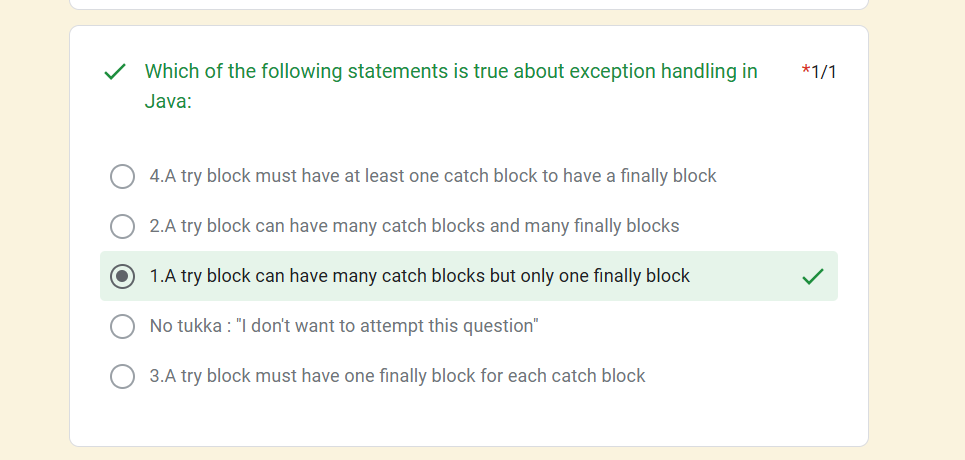 Which of the following statements is true about exception handling in
*1/1
Java:
4.A try block must have at least one catch block to have a finally block
2.A try block can have many catch blocks and many finally blocks
1.A try block can have many catch blocks but only one finally block
No tukka : "I don't want to attempt this question"
3.A try block must have one finally block for each catch block